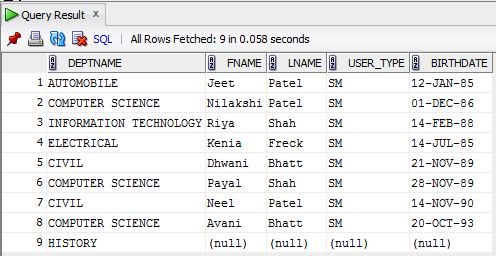 Query Result x
SQL | All Rows Fetched: 9 in 0.058 seconds
DEPTNAME FNAME LNAME USER_TYPE BIRTHDATE
1 AUTOMOBILE Jeet Patel SM 12-JAN-85
2 COMPUTER SCIENCE Nilakshi Patel SM 01-DEC-86
3 INFORMATION TECHNOLOGY Riya Shah SM 14-FEB-88
4 ELECTRICAL Kenia Freck SM 14-JUL-85
5 CIVIL Dhwani Bhatt SM 21-NOV-89
6 COMPUTER SCIENCE Payal Shah SM 28-NOV-89
7 CIVIL Neel Patel SM 14-NOV-90
8 COMPUTER SCIENCE Avani Bhatt SM 20-OCT-93
9 HISTORY (null) (null) (null) (null)